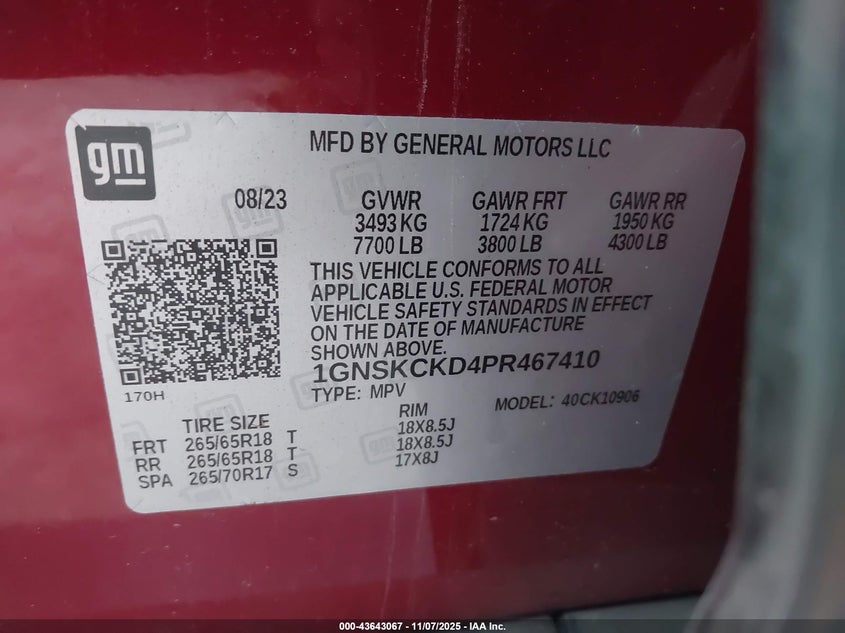 gm
MFD BY GENERAL MOTORS LLC
08/23 GVWR GAWR FRT GAWR RR
3493 KG 1724 KG 1950 KG
7700 LB 3800 LB 4300 LB
THIS VEHICLE CONFORMS TO ALL
APPLICABLE U.S. FEDERAL MOTOR
VEHICLE SAFETY STANDARDS IN EFFECT
ON THE DATE OF MANUFACTURE
SHOWN ABOVE.
1GNSKCKD4PR467410
170H
TYPE: MPV MODEL: 40CK10906
TIRE SIZE RIM
FRT 265/65R18 T 18X8.5J
RR 265/65R18 T 18X8.5J
SPA 265/70R17 S 17X8J
000-43643067 - 11/07/2025 - IAA Inc.